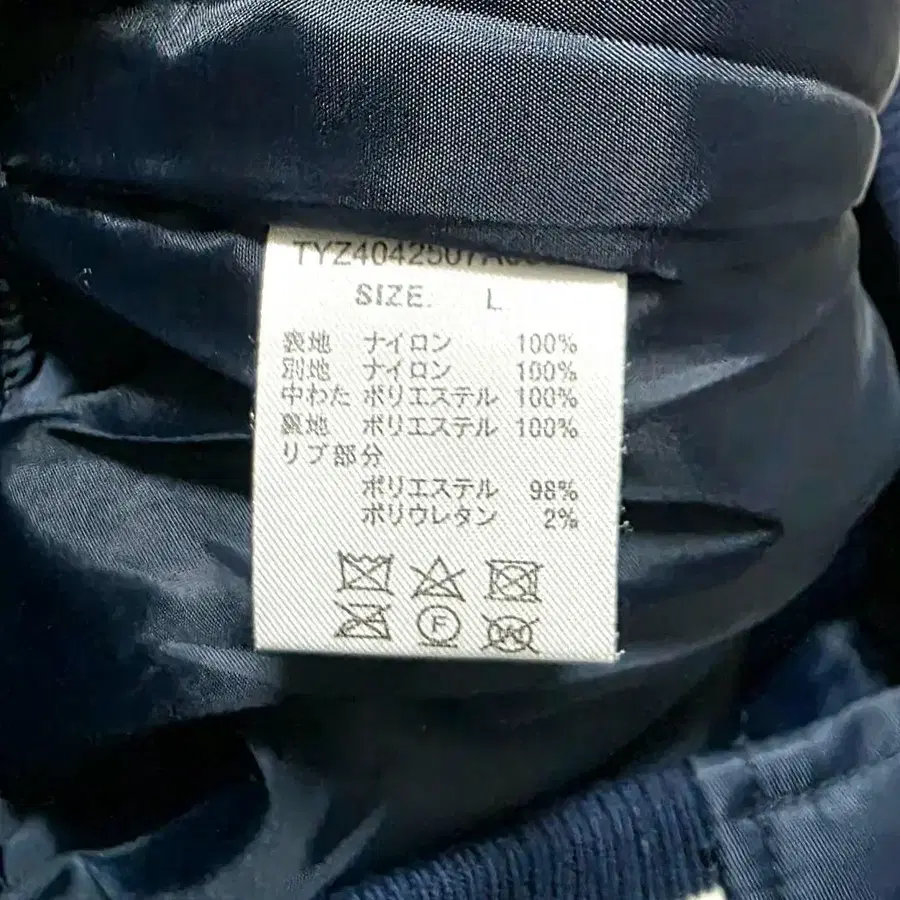 SIZE. L
表地 ナイロン 100%
別地 ナイロン 100%
中わた ポリエステル 100%
裏地 ポリエステル 100%
リブ部分
ポリエステル 98%
ポリウレタン 2%
F
W